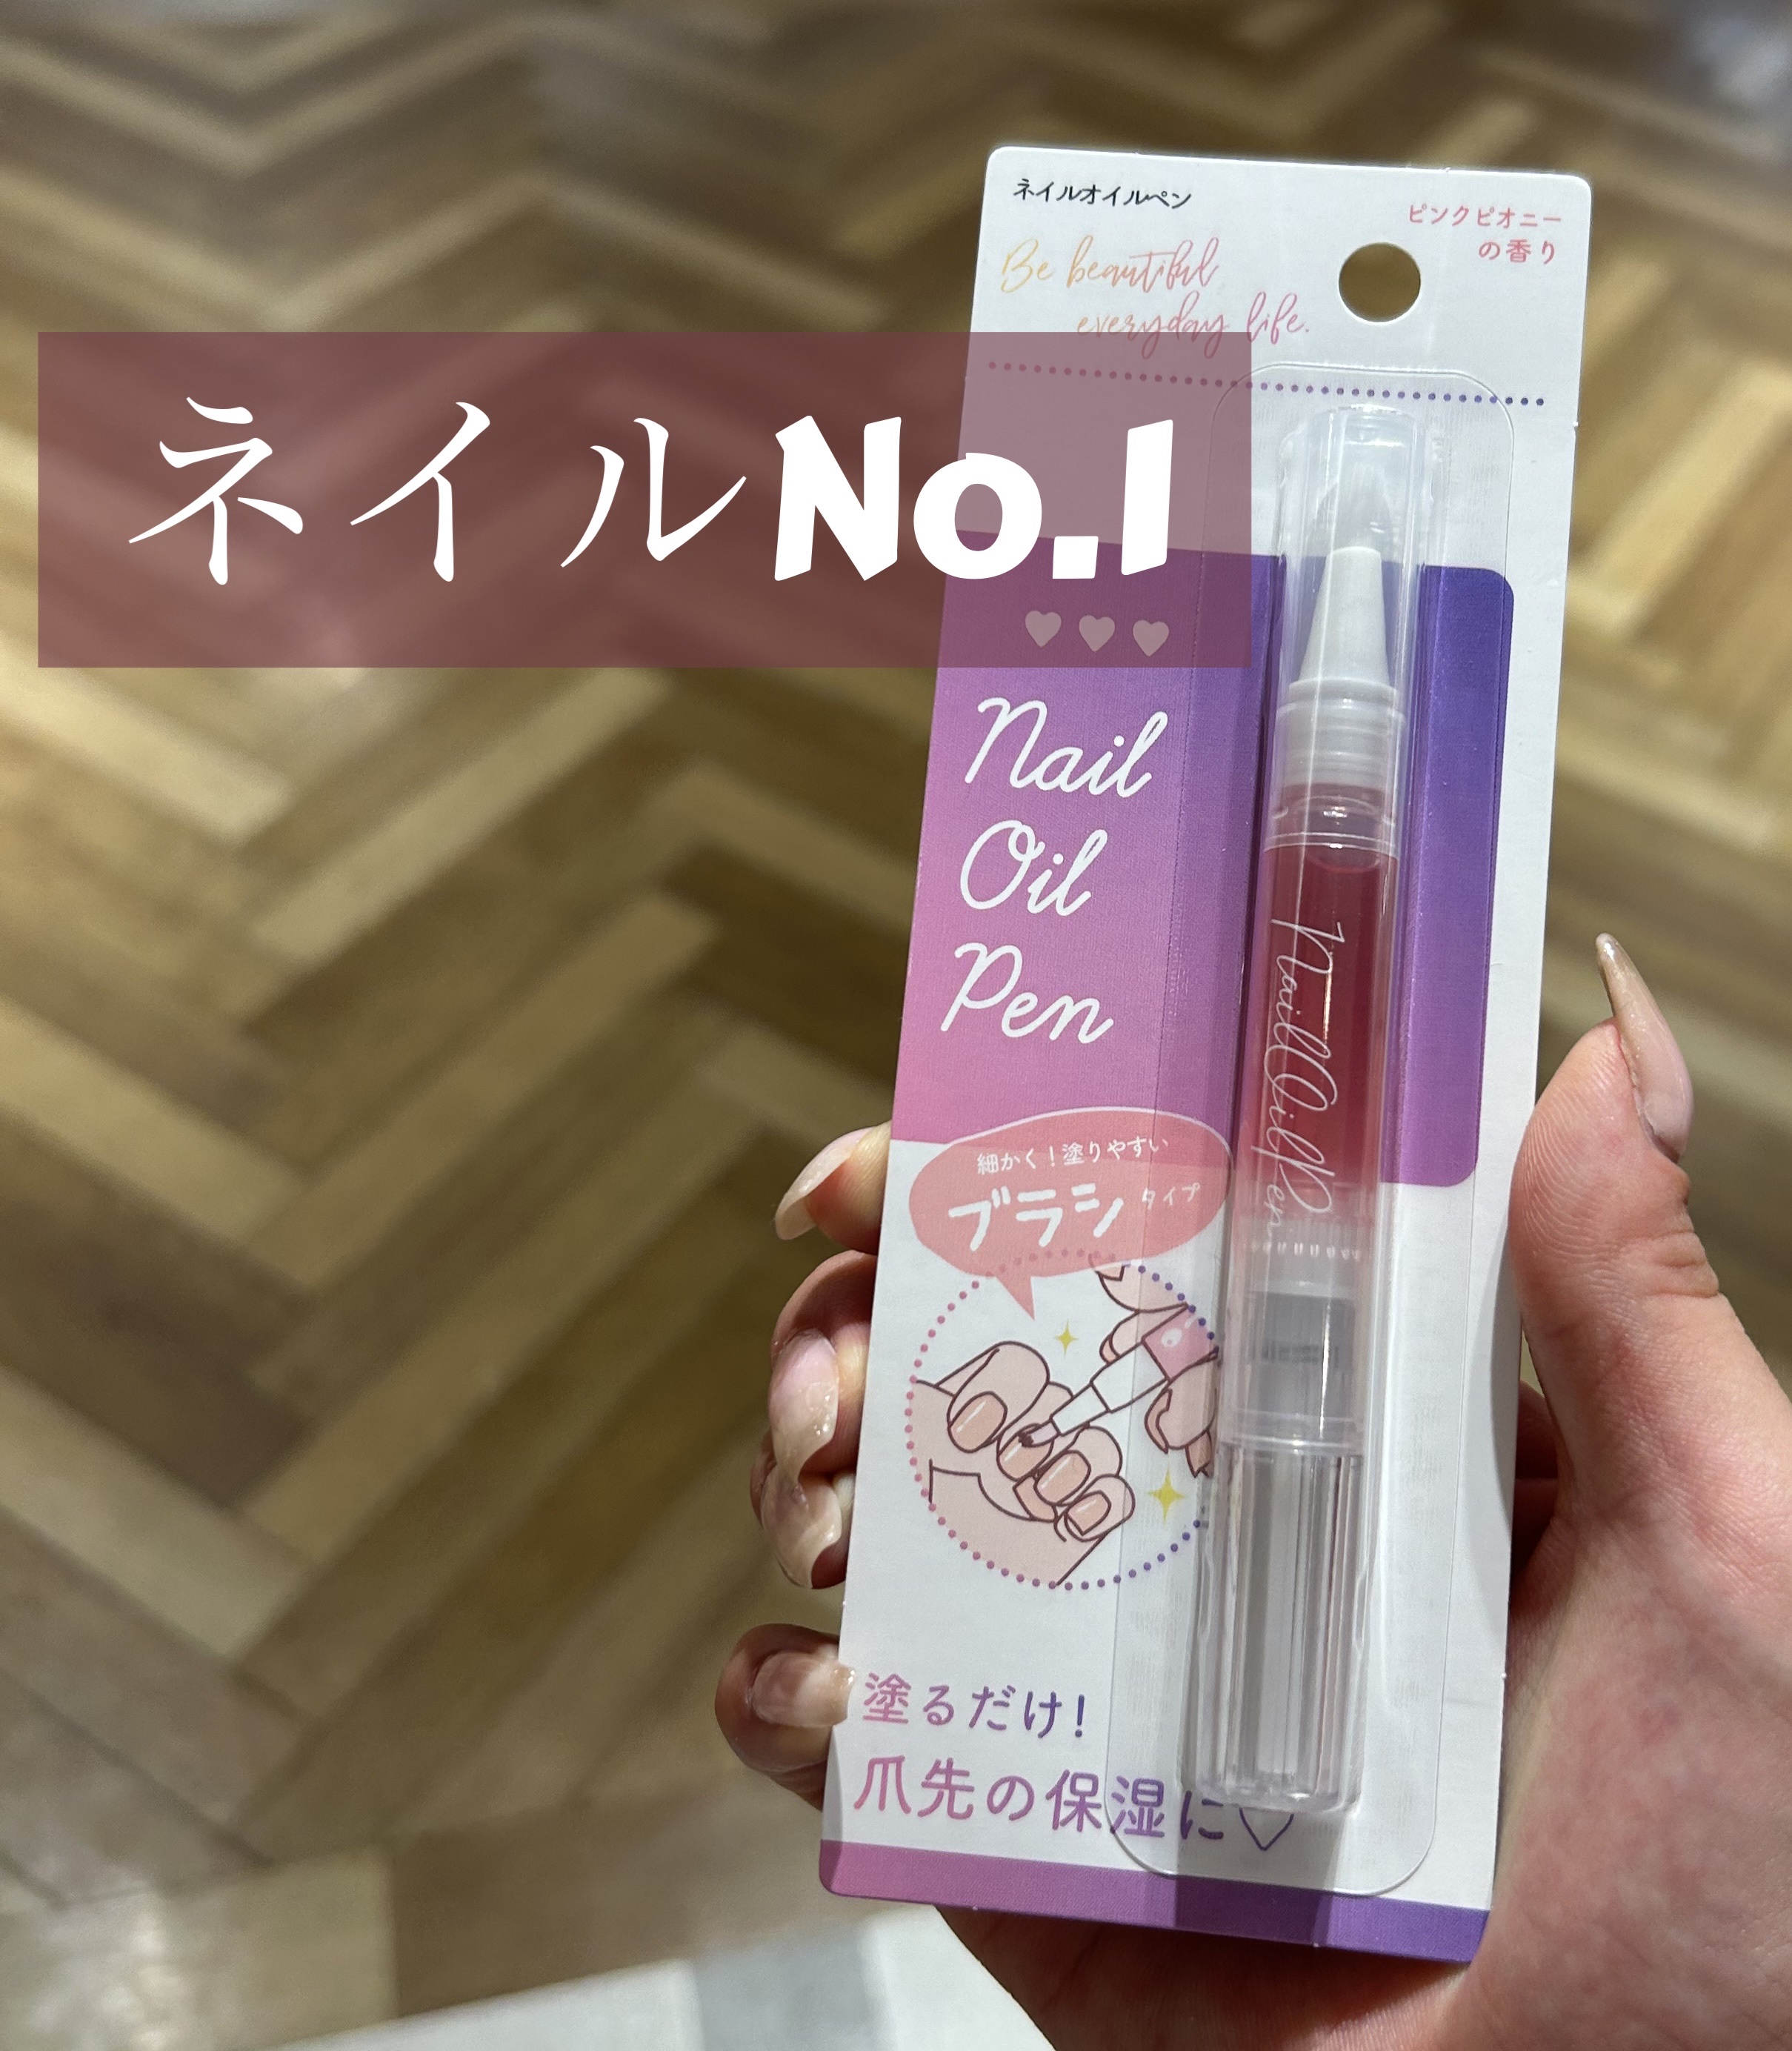 ネイルオイルペン
ピンクピオニー
の香り
Be beautiful
everyday life.
ネイルNo.1
Nail
Oil
Pen
Nail Oil Pen
細かく！塗りやすい
ブラシタイプ
塗るだけ！
爪先の保湿に♡